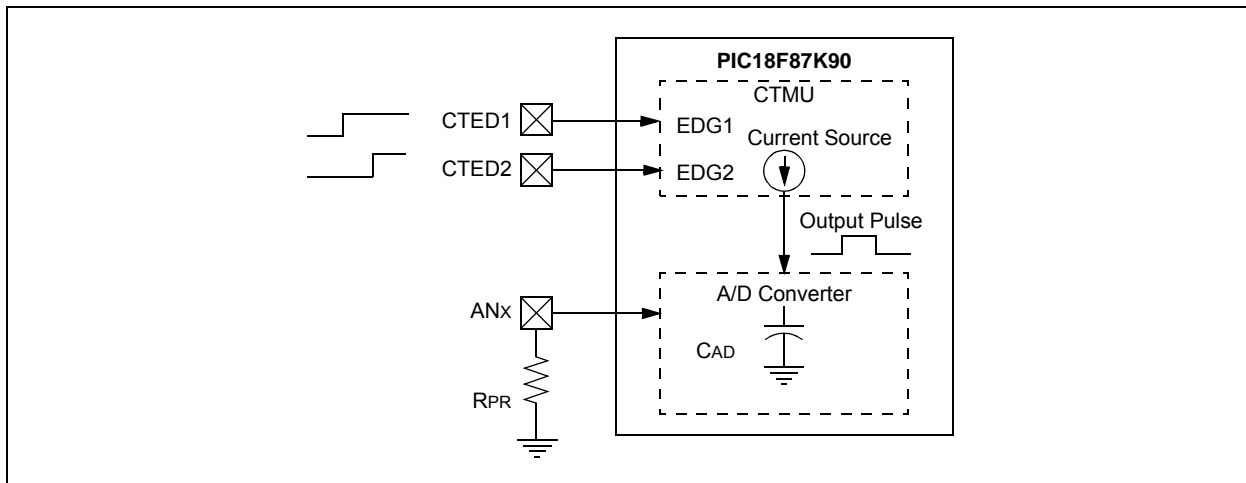 PIC18F87K90
CTMU
CTED1
EDG1
Current Source
CTED2
EDG2
Output Pulse
A/D Converter
ANX
CAD
RPR